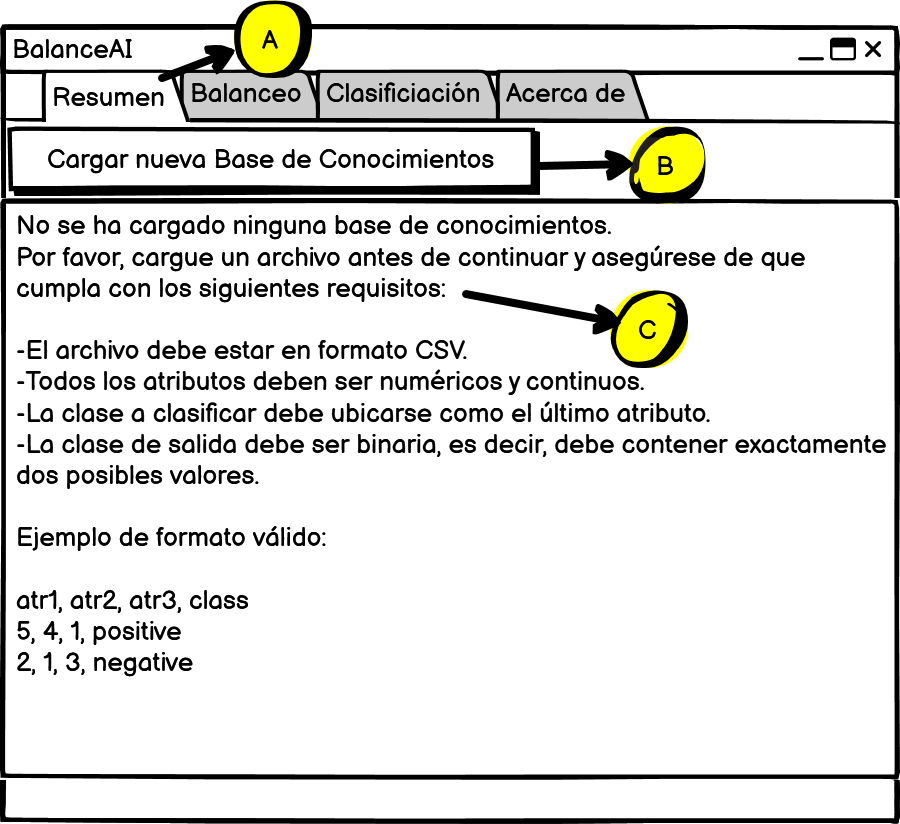 A
BalanceAI
Resumen
Balanceo
Clasificiación
Acerca de
Cargar nueva Base de Conocimientos
B
No se ha cargado ninguna base de conocimientos.
Por favor, cargue un archivo antes de continuar y asegúrese de que
cumpla con los siguientes requisitos:
C
-El archivo debe estar en formato CSV.
-Todos los atributos deben ser numéricos y continuos.
-La clase a clasificar debe ubicarse como el último atributo.
-La clase de salida debe ser binaria, es decir, debe contener exactamente
dos posibles valores.
Ejemplo de formato válido:
atr1, atr2, atr3, class
5, 4, 1, positive
2, 1, 3, negative